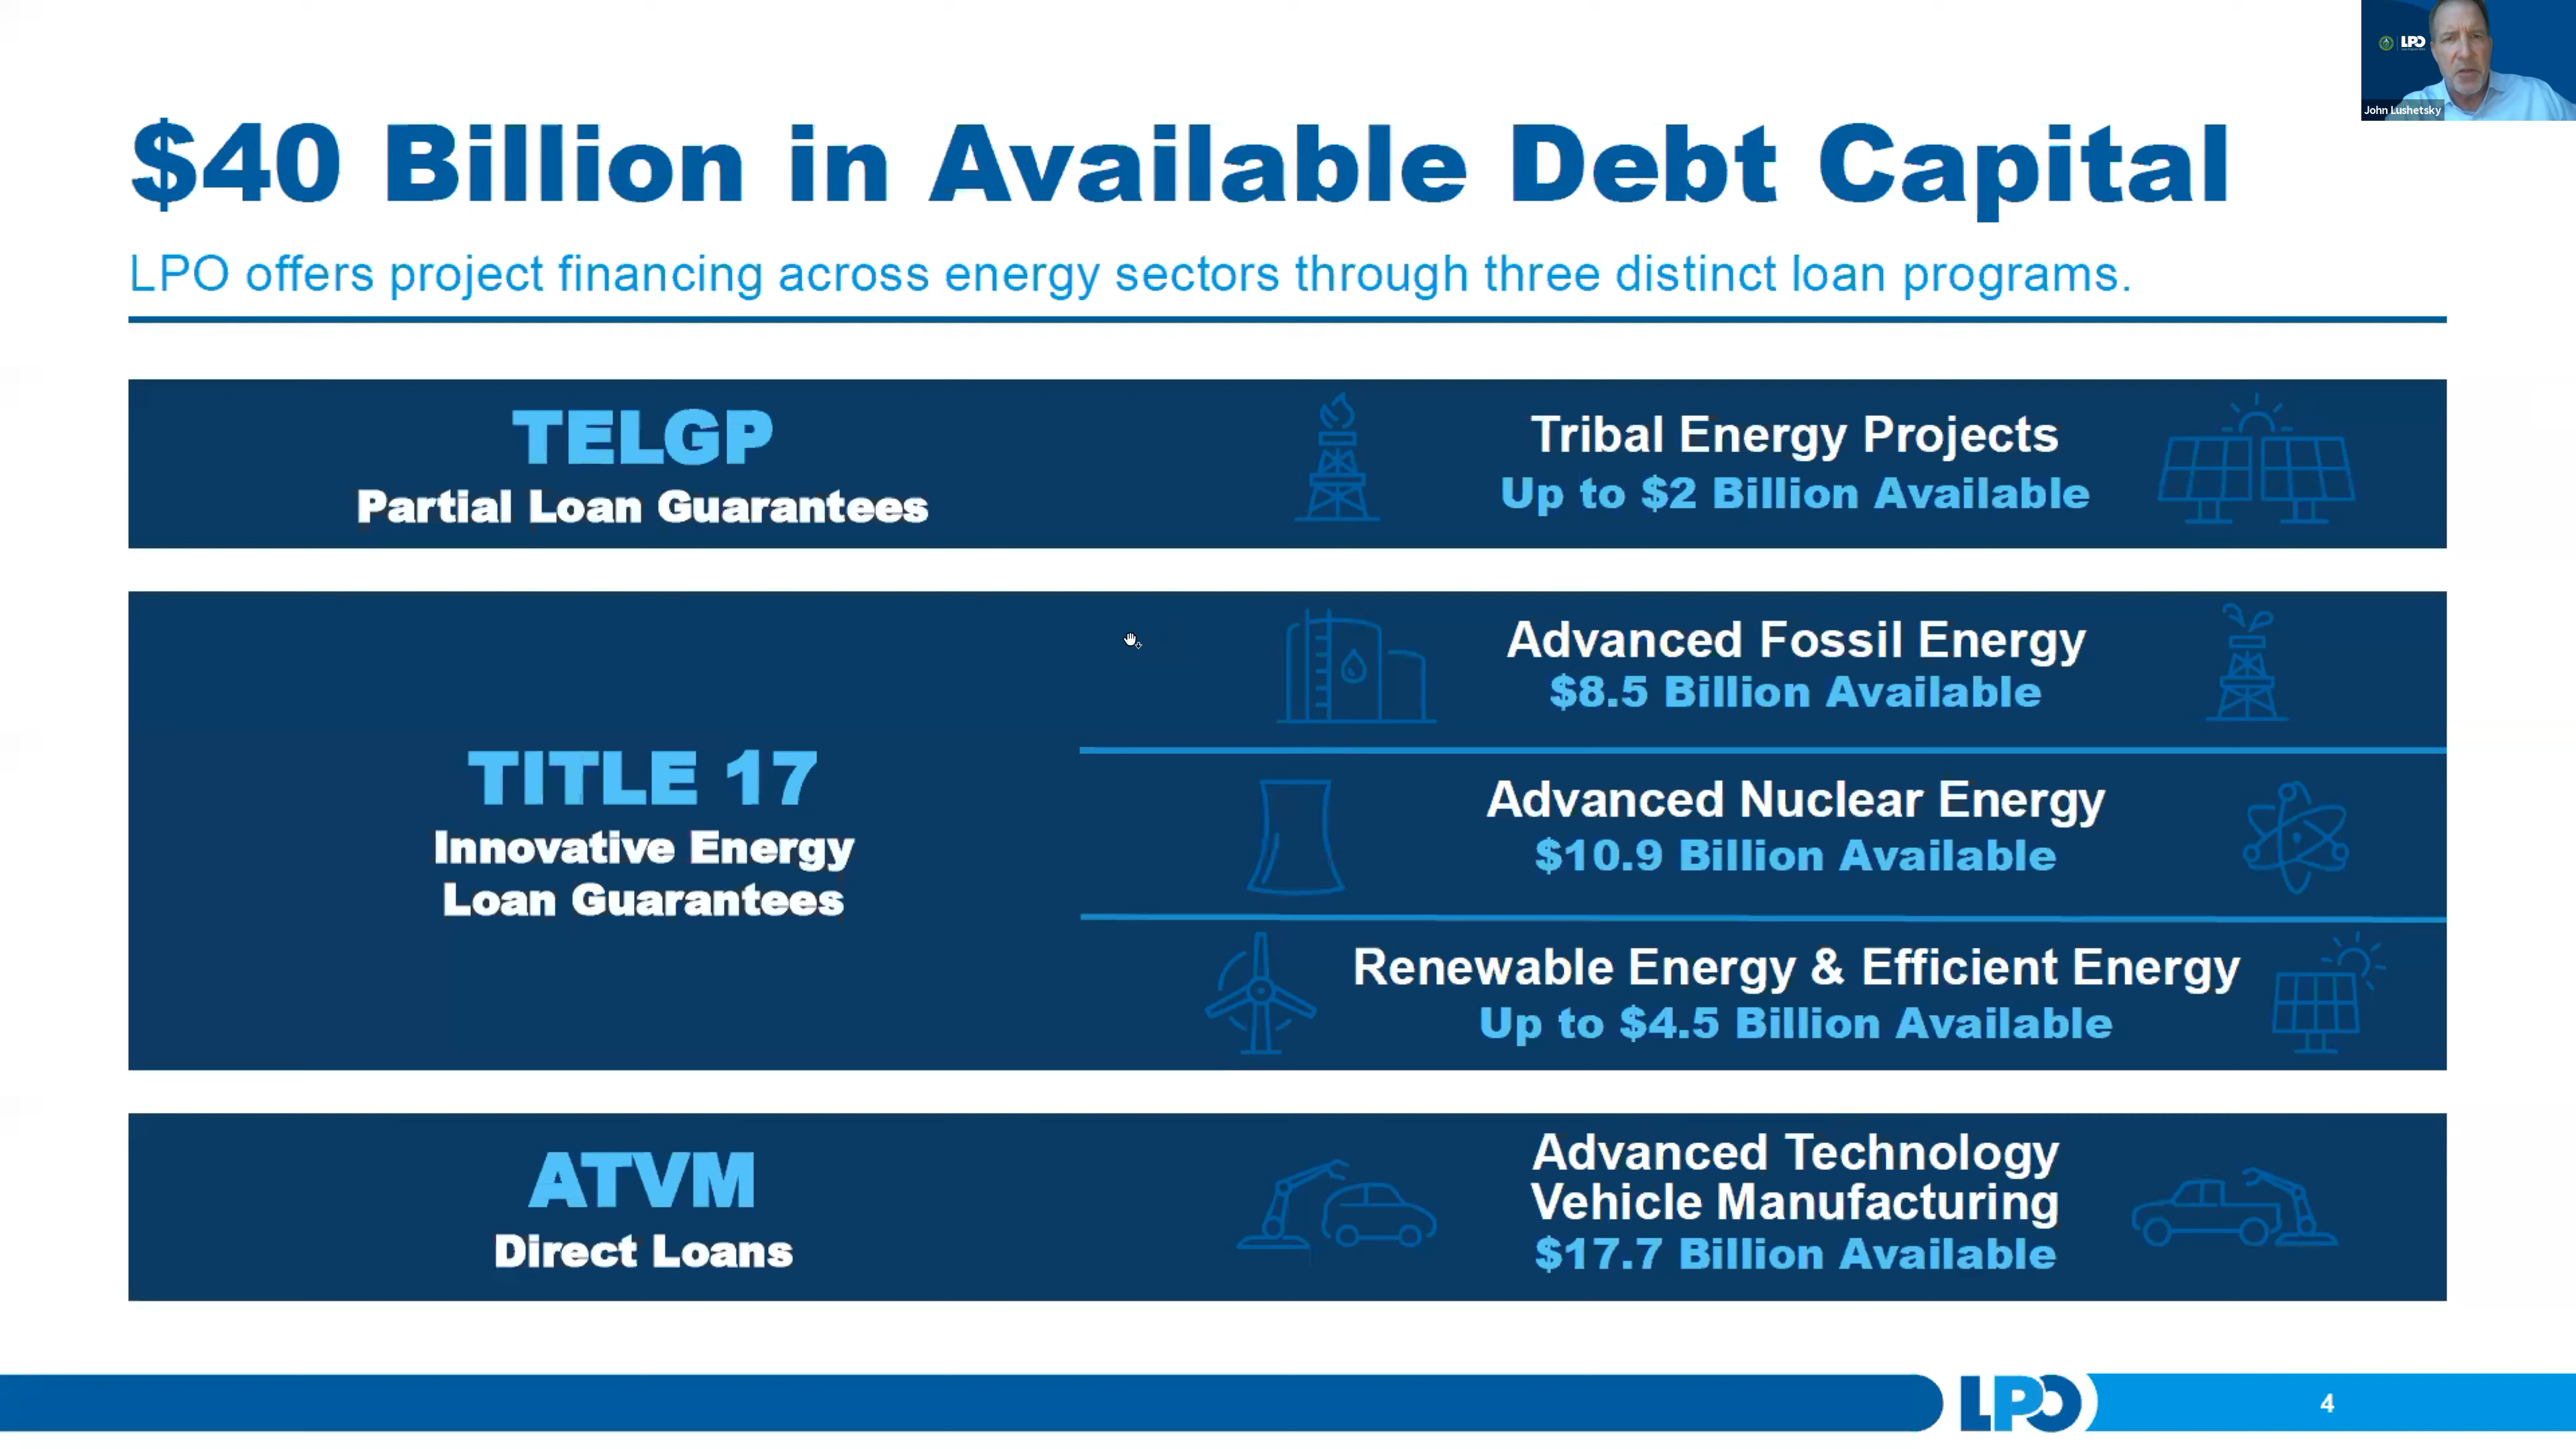 LPO
John Lushetsky
$40 Billion in Available Debt Capital
LPO offers project financing across energy sectors through three distinct loan programs.
TELGP
Partial Loan Guarantees
Tribal Energy Projects
Up to $2 Billion Available
TITLE 17
Innovative Energy
Loan Guarantees
Advanced Fossil Energy
$8.5 Billion Available
Advanced Nuclear Energy
$10.9 Billion Available
Renewable Energy & Efficient Energy
Up to $4.5 Billion Available
ATVM
Direct Loans
Advanced Technology
Vehicle Manufacturing
$17.7 Billion Available
LPO
4